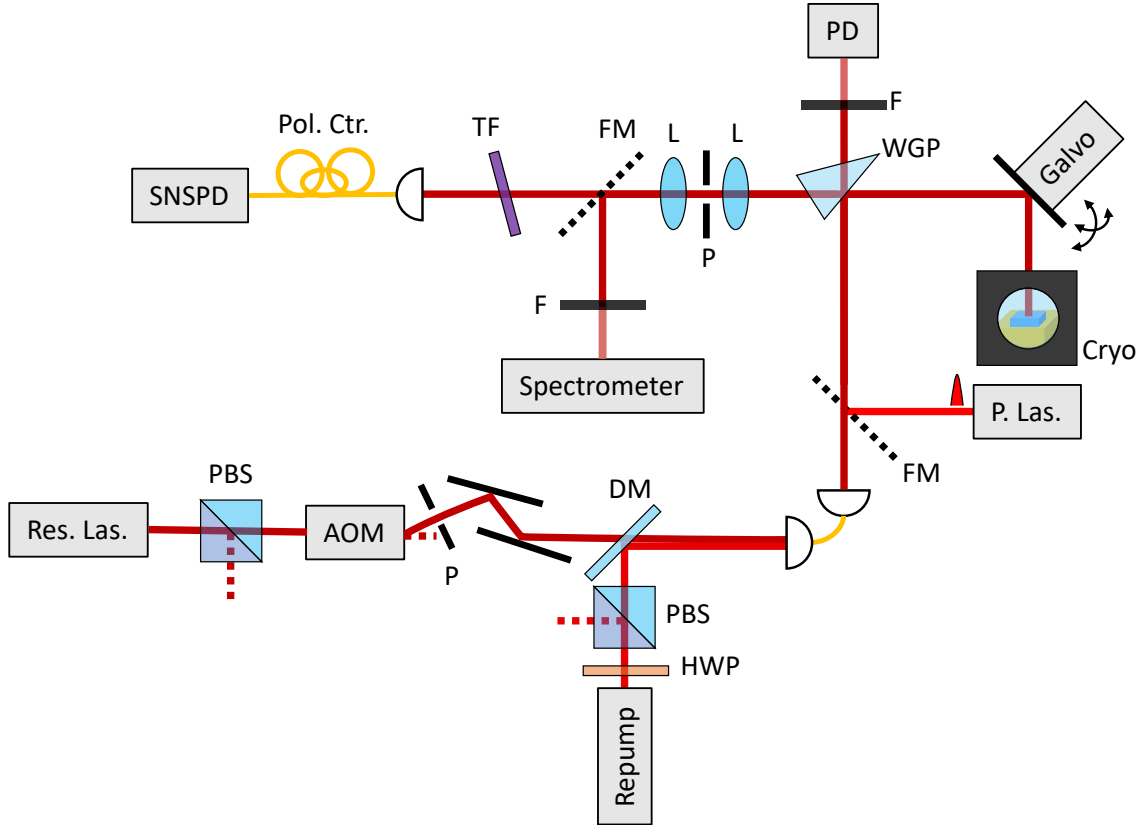 PD
F
Galvo
Pol. Ctr.
TF
FM
L
L
WGP
SNSPD
P
F
Cryo
Spectrometer
P. Las.
FM
PBS
DM
Res. Las.
AOM
P
PBS
HWP
Repump